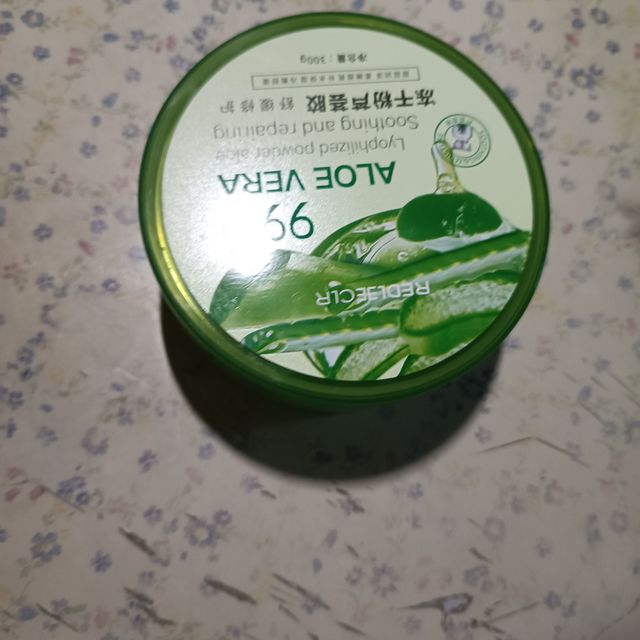 REDLEECIR
99
ALOE VERA
Lyophilized powder aloe
Soothing and repairing
冻干粉芦荟胶 舒缓修护
净含量：300g